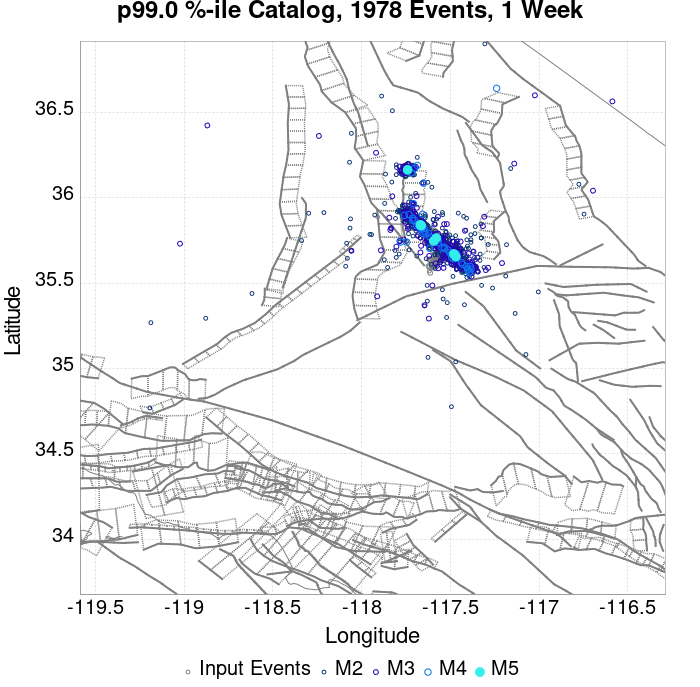 p99.0 %-ile Catalog, 1978 Events, 1 Week
36.5
36
35.5
35
34.5
34
Latitude
-119.5 -119 -118.5 -118 -117.5 -117 -116.5
Longitude
Input Events M2 M3 M4 M5